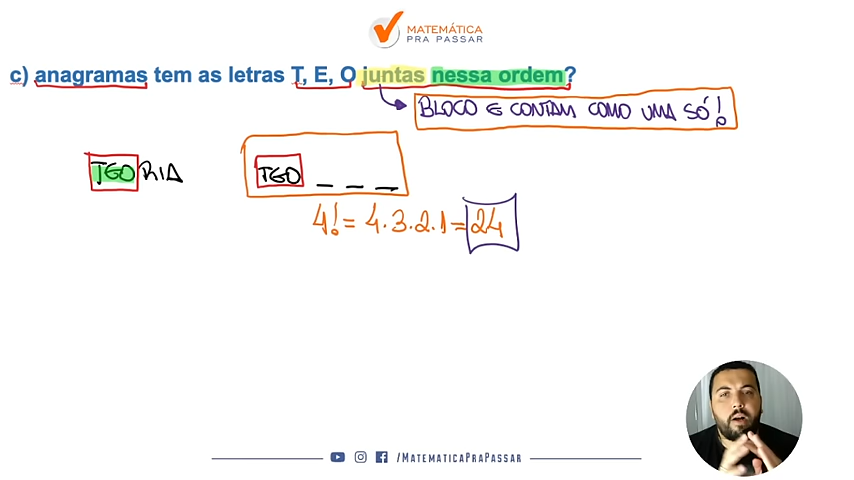 MATEMÁTICA
PRA PASSAR
c) anagramas tem as letras T, E, O juntas nessa ordem?
BLOCO E CONTAM COMO UMA SÓ!
TEORIA
TEO _ _ _
4! = 4.3.2.1 = 24
/MATEMATICAPRAPASSAR